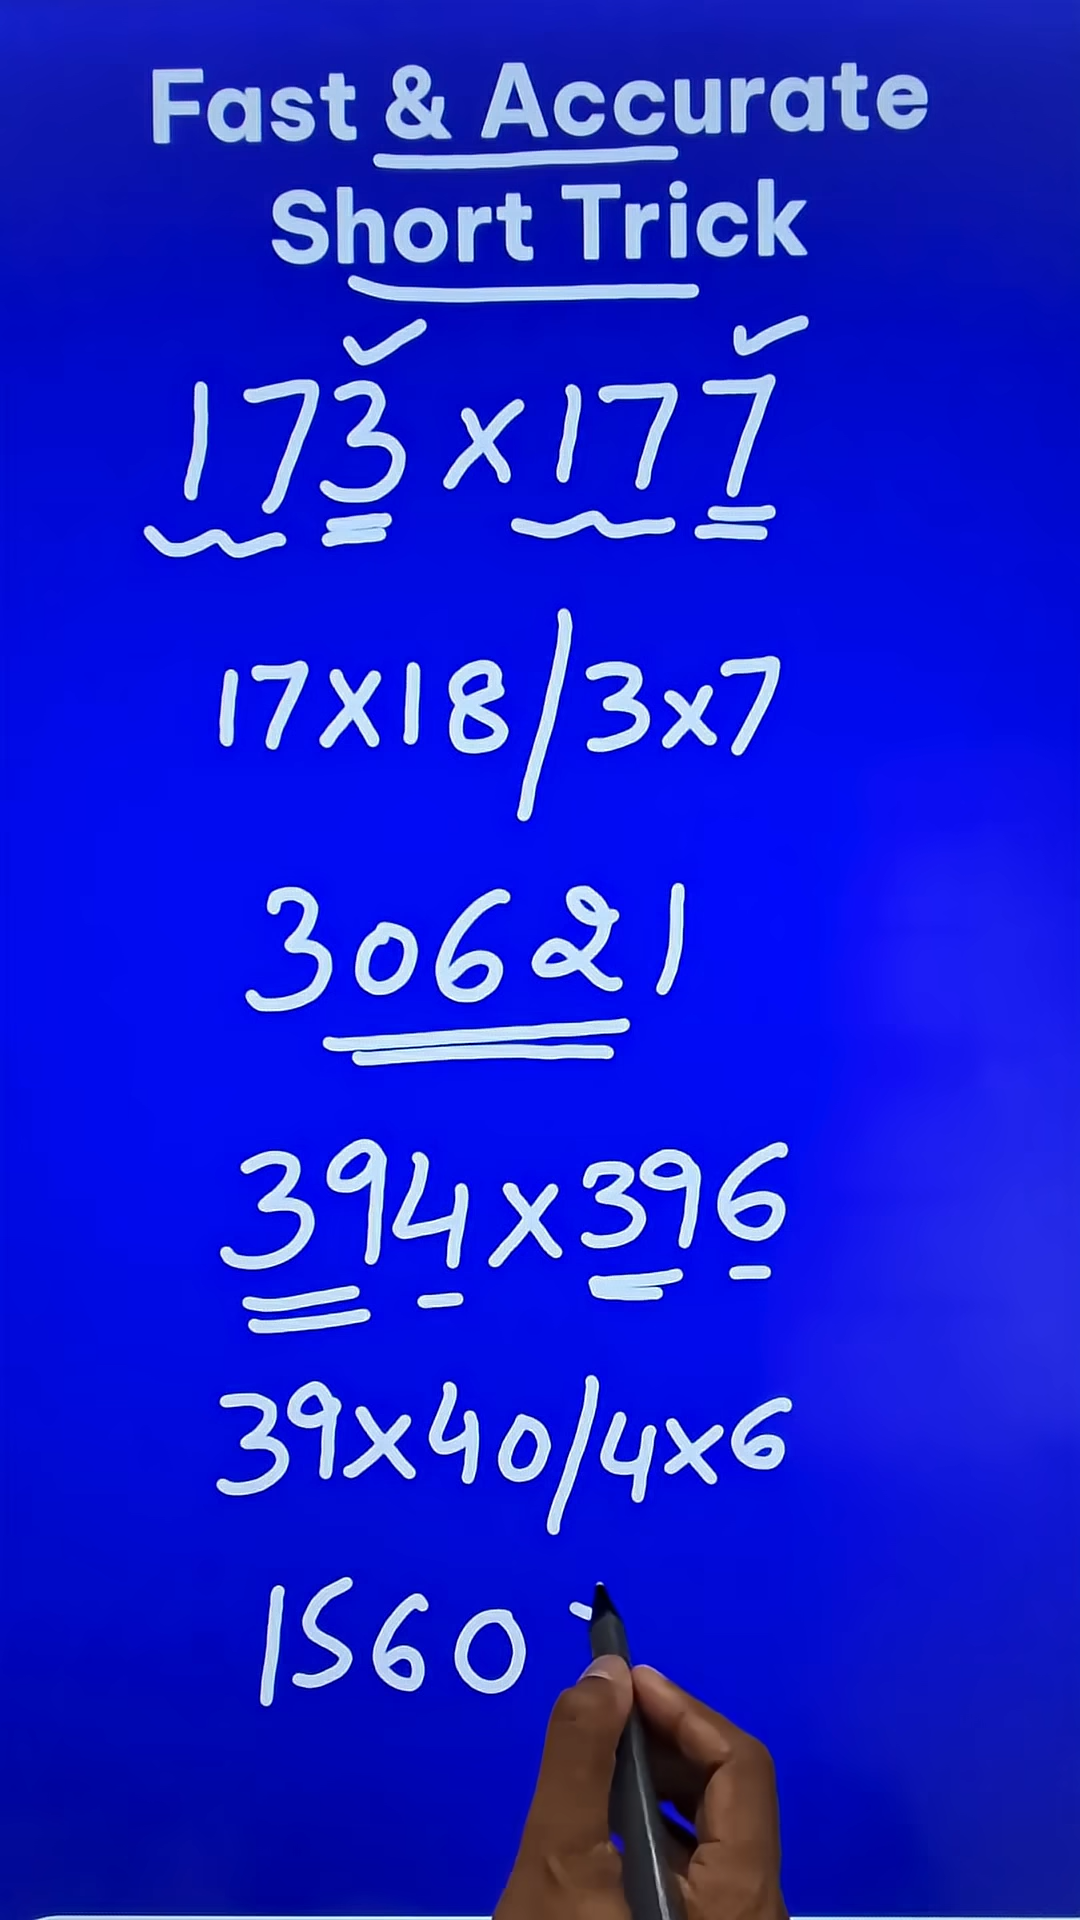 Fast & Accurate
Short Trick
173 x 177
17x18/3x7
30621
394x396
39x40/4x6
1560